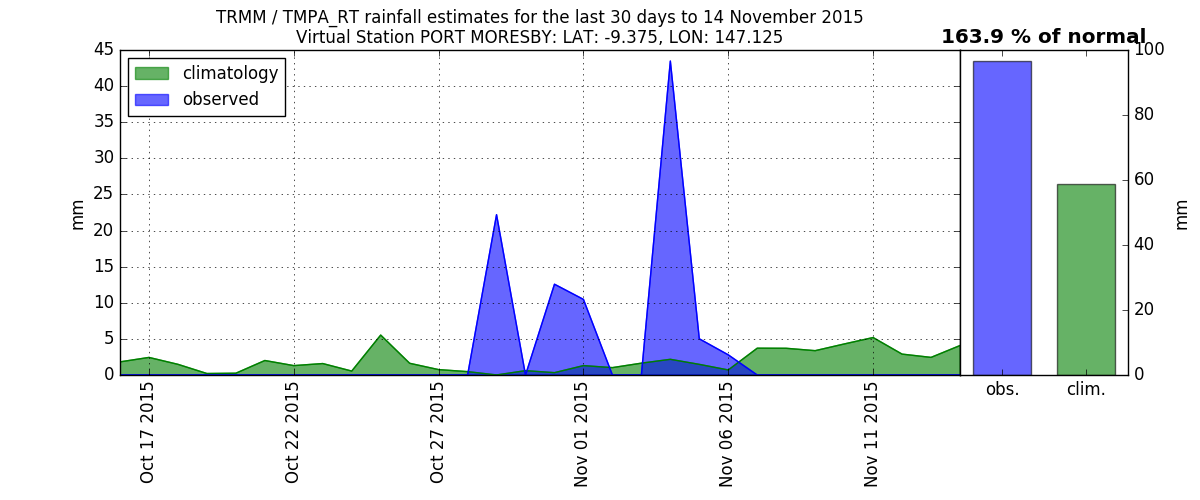 TRMM / TMPA_RT rainfall estimates for the last 30 days to 14 November 2015
Virtual Station PORT MORESBY: LAT: -9.375, LON: 147.125
163.9 % of normal
climatology
observed
mm
45
40
35
30
25
20
15
10
5
0
Oct 17 2015
Oct 22 2015
Oct 27 2015
Nov 01 2015
Nov 06 2015
Nov 11 2015
obs.
clim.
100
80
60
40
20
0
mm